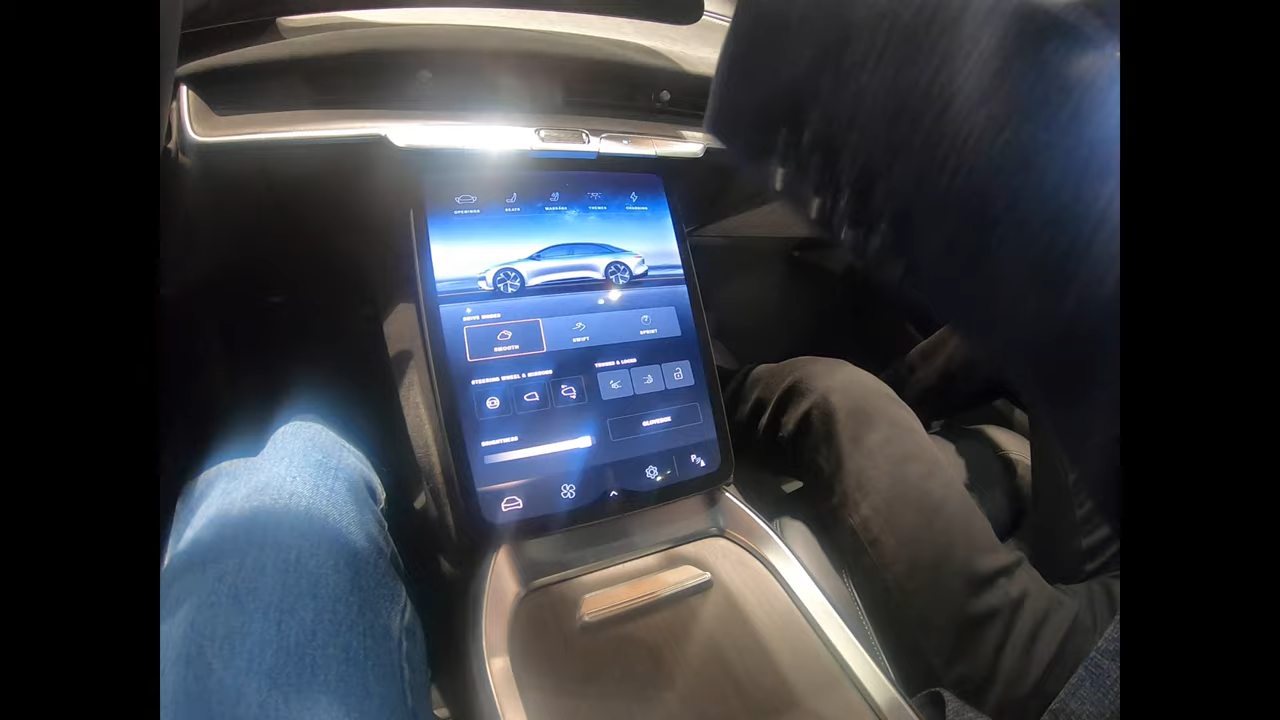 OPENINGS SEATS MASSAGE THEMES CHARGING
DRIVE MODES
SMOOTH SWIFT SPRINT
STEERING WHEEL & MIRRORS TRUNKS & LOCKS
GLOVEBOX
BRIGHTNESS
P